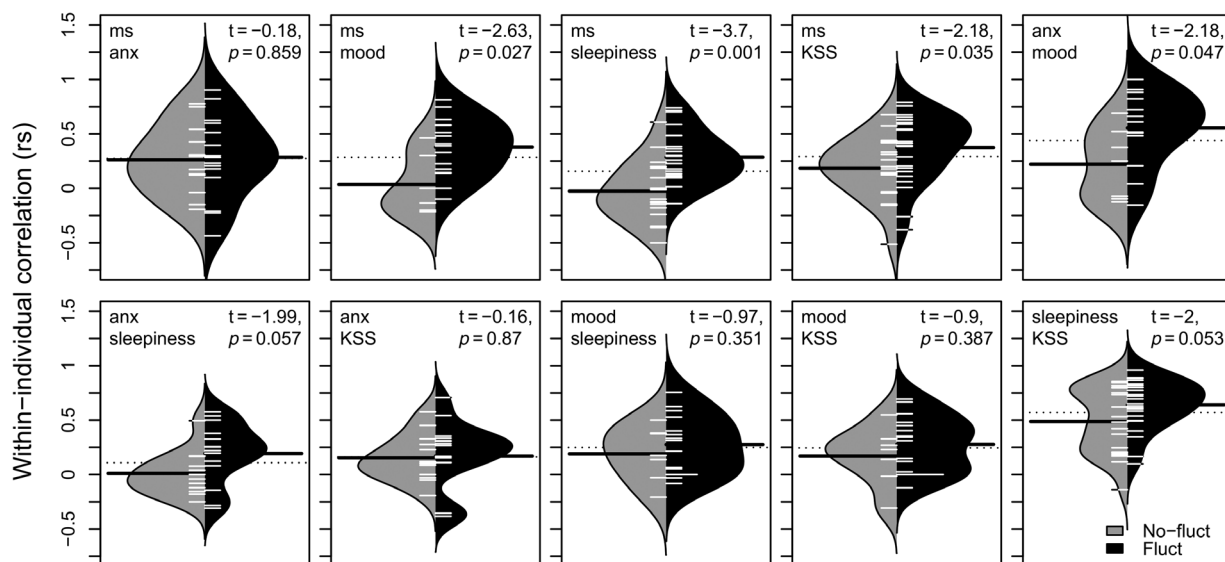 Within−individual correlation (rs)
1.5
1
0.5
0
−0.5
ms t = −0.18,
anx p = 0.859
ms t = −2.63,
mood p = 0.027
ms t = −3.7,
sleepiness p = 0.001
ms t = −2.18,
KSS p = 0.035
anx t = −2.18,
mood p = 0.047
1.5
1
0.5
0
−0.5
anx t = −1.99,
sleepiness p = 0.057
anx t = −0.16,
KSS p = 0.87
mood t = −0.97,
sleepiness p = 0.351
mood t = −0.9,
KSS p = 0.387
sleepiness t = −2,
KSS p = 0.053
No−fluct
Fluct